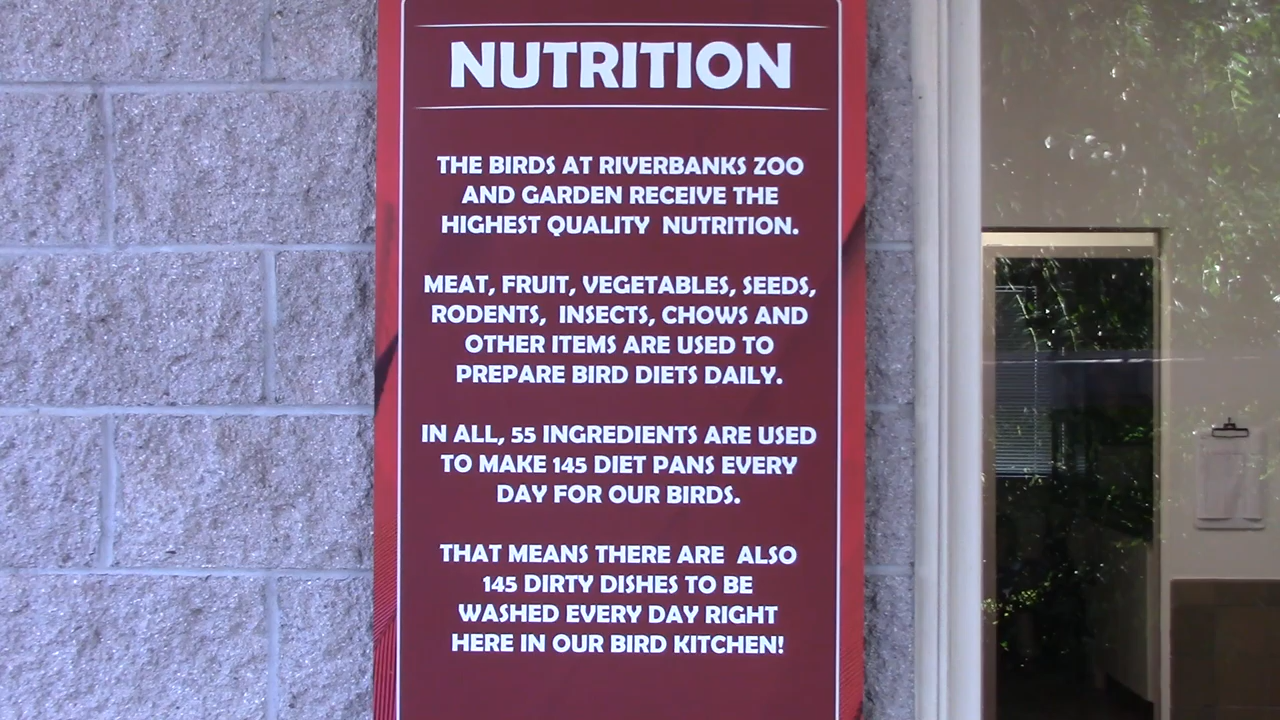 NUTRITION
THE BIRDS AT RIVERBANKS ZOO
AND GARDEN RECEIVE THE
HIGHEST QUALITY NUTRITION.
MEAT, FRUIT, VEGETABLES, SEEDS,
RODENTS, INSECTS, CHOWS AND
OTHER ITEMS ARE USED TO
PREPARE BIRD DIETS DAILY.
IN ALL, 55 INGREDIENTS ARE USED
TO MAKE 145 DIET PANS EVERY
DAY FOR OUR BIRDS.
THAT MEANS THERE ARE ALSO
145 DIRTY DISHES TO BE
WASHED EVERY DAY RIGHT
HERE IN OUR BIRD KITCHEN!